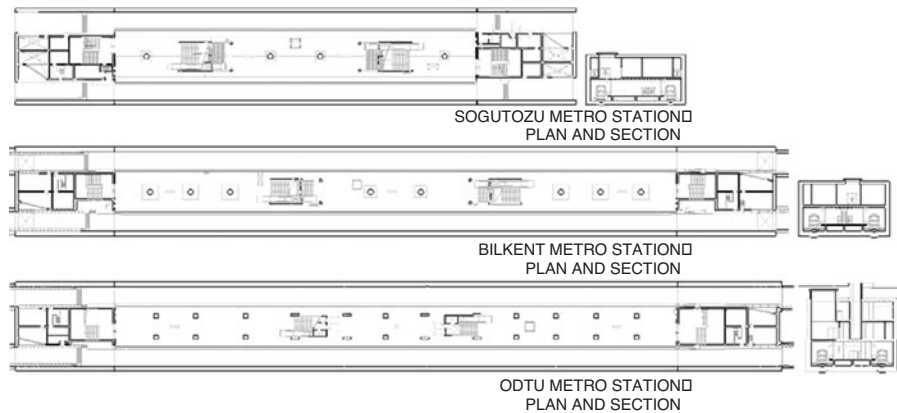 SOGUTOZU METRO STATION□
PLAN AND SECTION
BILKENT METRO STATION□
PLAN AND SECTION
ODTU METRO STATION□
PLAN AND SECTION